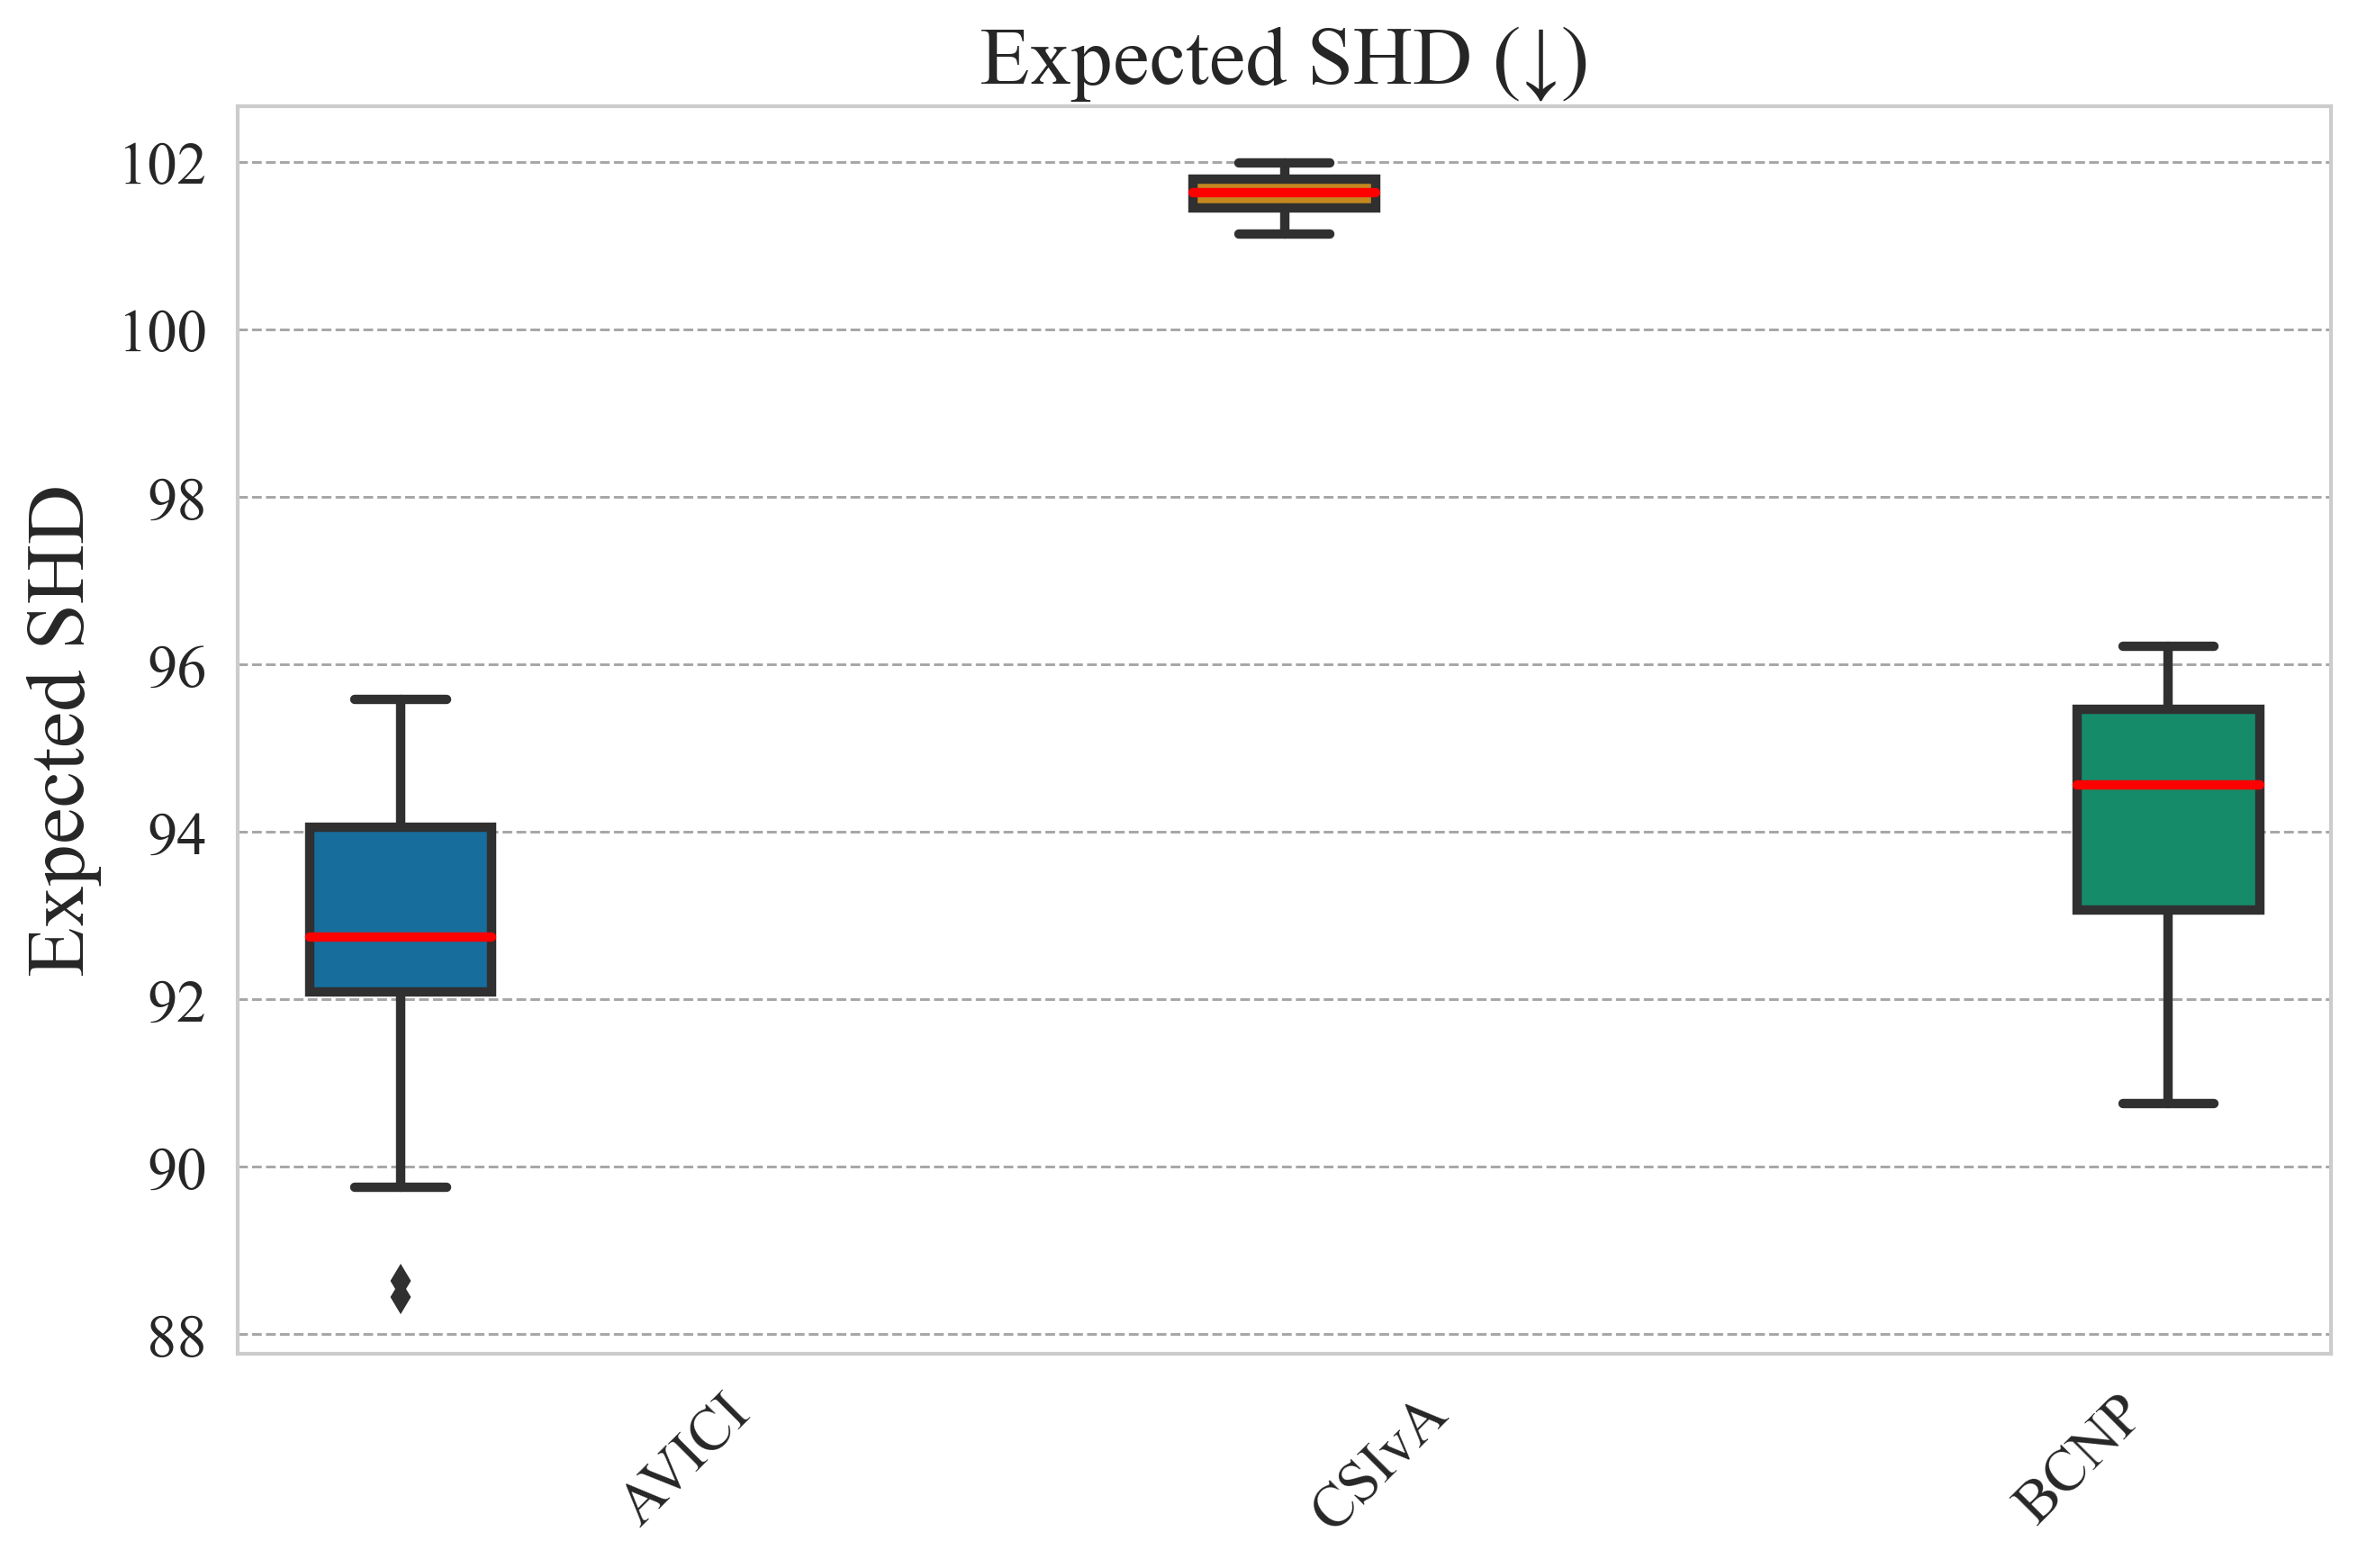 Expected SHD (↓)
Expected SHD
102
100
98
96
94
92
90
88
AVICI
CSIvA
BCNP